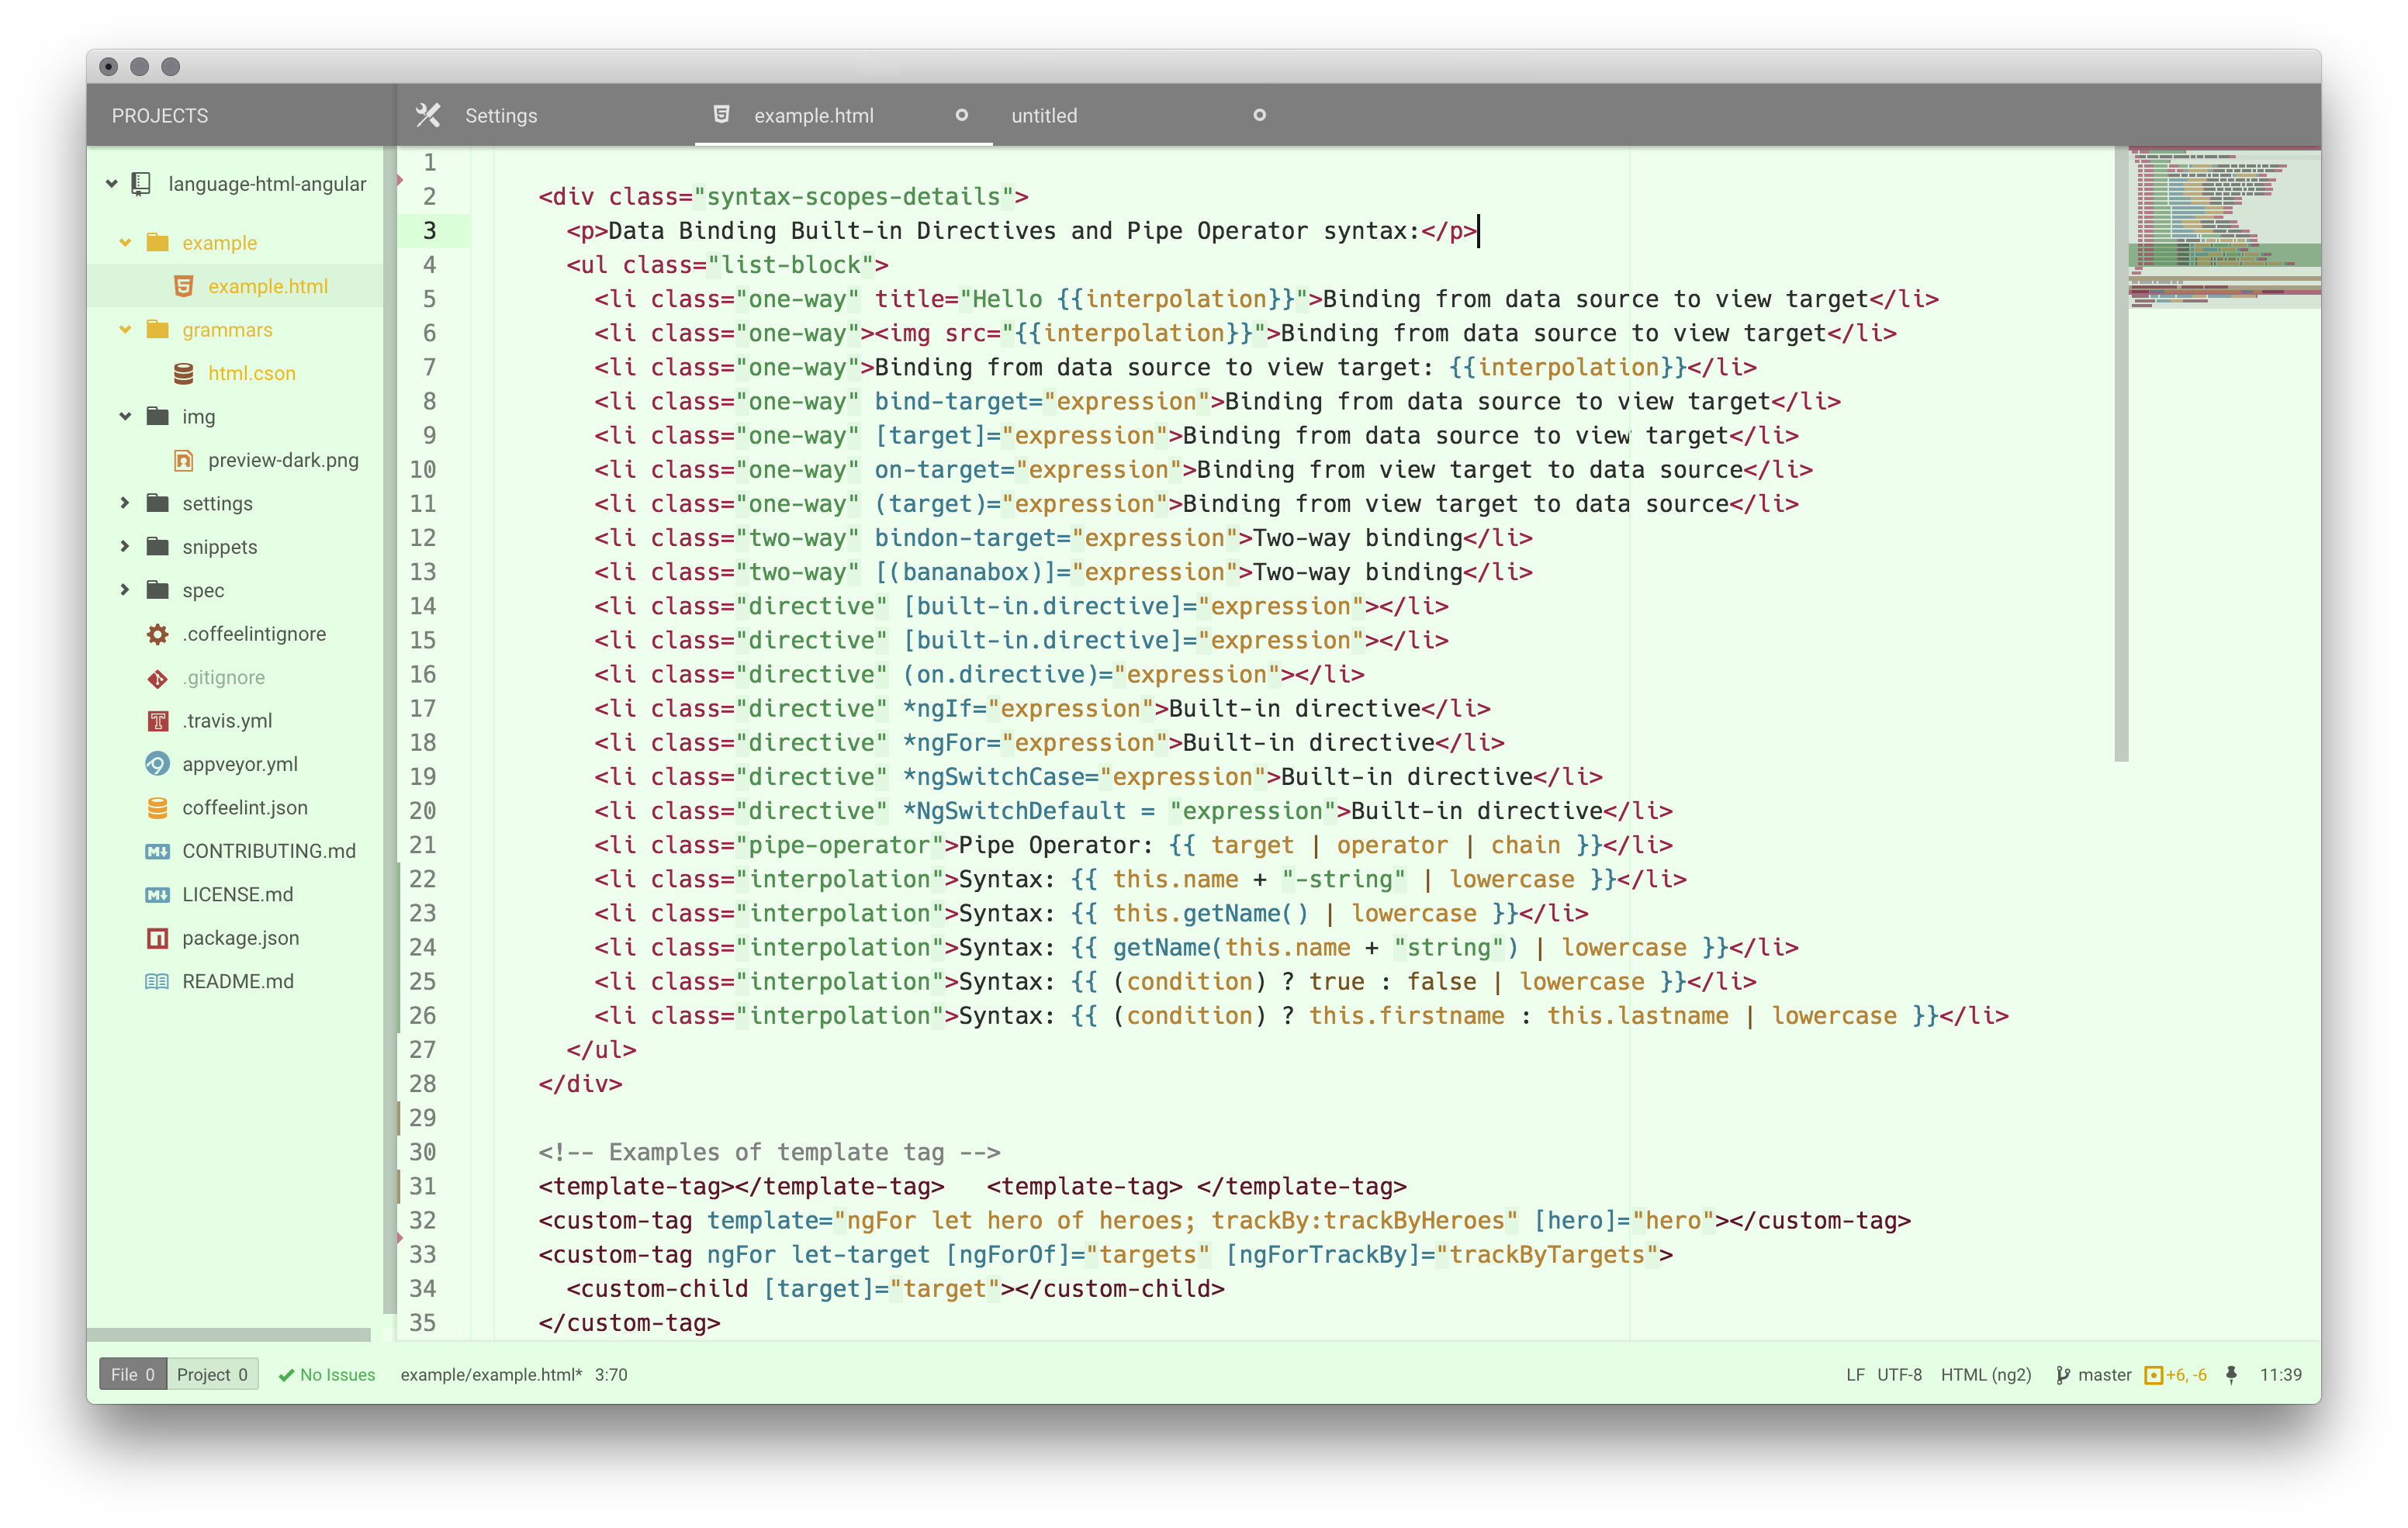 PROJECTS
Settings
example.html
untitled
language-html-angular
example
example.html
grammars
html.cson
img
preview-dark.png
settings
snippets
spec
.coffeelintignore
.gitignore
.travis.yml
appveyor.yml
coffeelint.json
CONTRIBUTING.md
LICENSE.md
package.json
README.md
1
2 <div class="syntax-scopes-details">
3 <p>Data Binding Built-in Directives and Pipe Operator syntax:</p>
4 <ul class="list-block">
5 <li class="one-way" title="Hello {{interpolation}}">Binding from data source to view target</li>
6 <li class="one-way"><img src="{{interpolation}}">Binding from data source to view target</li>
7 <li class="one-way">Binding from data source to view target: {{interpolation}}</li>
8 <li class="one-way" bind-target="expression">Binding from data source to view target</li>
9 <li class="one-way" [target]="expression">Binding from data source to view target</li>
10 <li class="one-way" on-target="expression">Binding from view target to data source</li>
11 <li class="one-way" (target)="expression">Binding from view target to data source</li>
12 <li class="two-way" bindon-target="expression">Two-way binding</li>
13 <li class="two-way" [(bananabox)]="expression">Two-way binding</li>
14 <li class="directive" [built-in.directive]="expression"></li>
15 <li class="directive" [built-in.directive]="expression"></li>
16 <li class="directive" (on.directive)="expression"></li>
17 <li class="directive" *ngIf="expression">Built-in directive</li>
18 <li class="directive" *ngFor="expression">Built-in directive</li>
19 <li class="directive" *ngSwitchCase="expression">Built-in directive</li>
20 <li class="directive" *NgSwitchDefault = "expression">Built-in directive</li>
21 <li class="pipe-operator">Pipe Operator: {{ target | operator | chain }}</li>
22 <li class="interpolation">Syntax: {{ this.name + "-string" | lowercase }}</li>
23 <li class="interpolation">Syntax: {{ this.getName() | lowercase }}</li>
24 <li class="interpolation">Syntax: {{ getName(this.name + "string") | lowercase }}</li>
25 <li class="interpolation">Syntax: {{ (condition) ? true : false | lowercase }}</li>
26 <li class="interpolation">Syntax: {{ (condition) ? this.firstname : this.lastname | lowercase }}</li>
27 </ul>
28 </div>
29
30 <!-- Examples of template tag -->
31 <template-tag></template-tag>   <template-tag> </template-tag>
32 <custom-tag template="ngFor let hero of heroes; trackBy:trackByHeroes" [hero]="hero"></custom-tag>
33 <custom-tag ngFor let-target [ngForOf]="targets" [ngForTrackBy]="trackByTargets">
34 <custom-child [target]="target"></custom-child>
35 </custom-tag>
File 0 Project 0 No Issues example/example.html* 3:70 LF UTF-8 HTML (ng2) master +6, -6 11:39